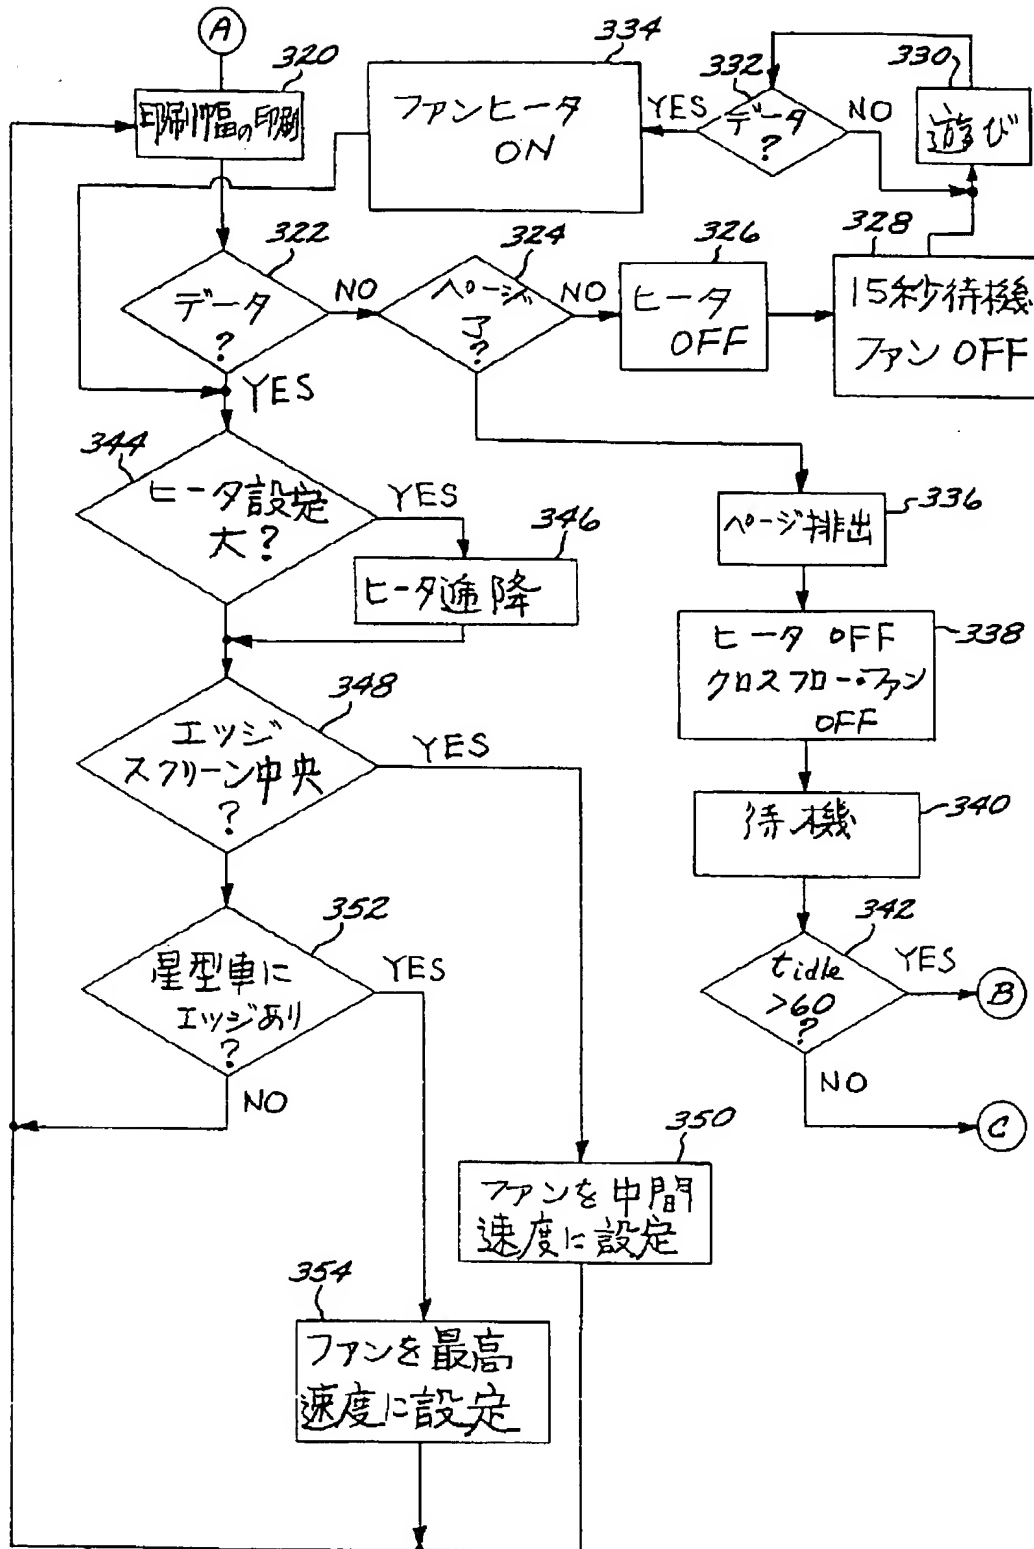 A
320
印刷幅の印刷
334
ファンヒータ
ON
332
データ
?
YES
NO
330
遊び
322
データ
?
NO
YES
324
ページ
了?
NO
326
ヒータ
OFF
328
15秒待機
ファン OFF
344
ヒータ設定
大?
YES
346
ヒータ逓降
336
ページ排出
338
ヒータ OFF
クロスフロー・ファン
OFF
348
エッジ
スクリーン中央
?
YES
340
待機
352
星型車に
エッジあり
?
YES
NO
342
tidle
>60
?
YES
B
NO
C
350
ファンを中間
速度に設定
354
ファンを最高
速度に設定